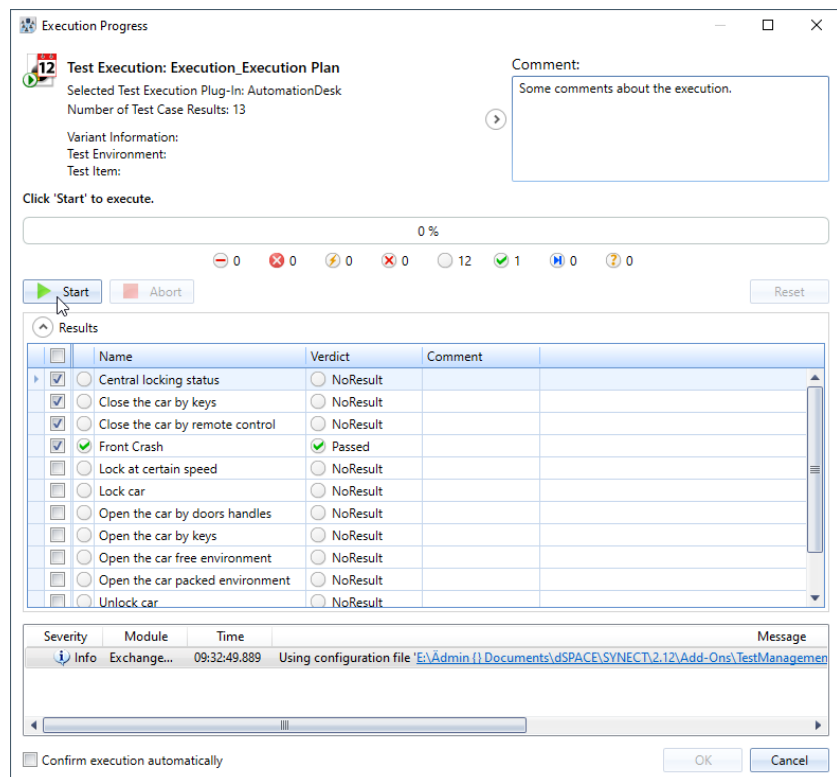 Execution Progress
12
Test Execution: Execution_Execution Plan
Selected Test Execution Plug-In: AutomationDesk
Number of Test Case Results: 13
Variant Information:
Test Environment:
Test Item:
Comment:
Some comments about the execution.
Click 'Start' to execute.
0 %
0 0 0 0 12 1 0 ? 0
Start Abort Reset
Results
Name Verdict Comment
Central locking status NoResult
Close the car by keys NoResult
Close the car by remote control NoResult
Front Crash Passed
Lock at certain speed NoResult
Lock car NoResult
Open the car by doors handles NoResult
Open the car by keys NoResult
Open the car free environment NoResult
Open the car packed environment NoResult
Unlock car NoResult
Severity Module Time Message
Info Exchange... 09:32:49.889 Using configuration file 'E:\Ädmin {} Documents\dSPACE\SYNECT\2.12\Add-Ons\TestManagemen
Confirm execution automatically OK Cancel